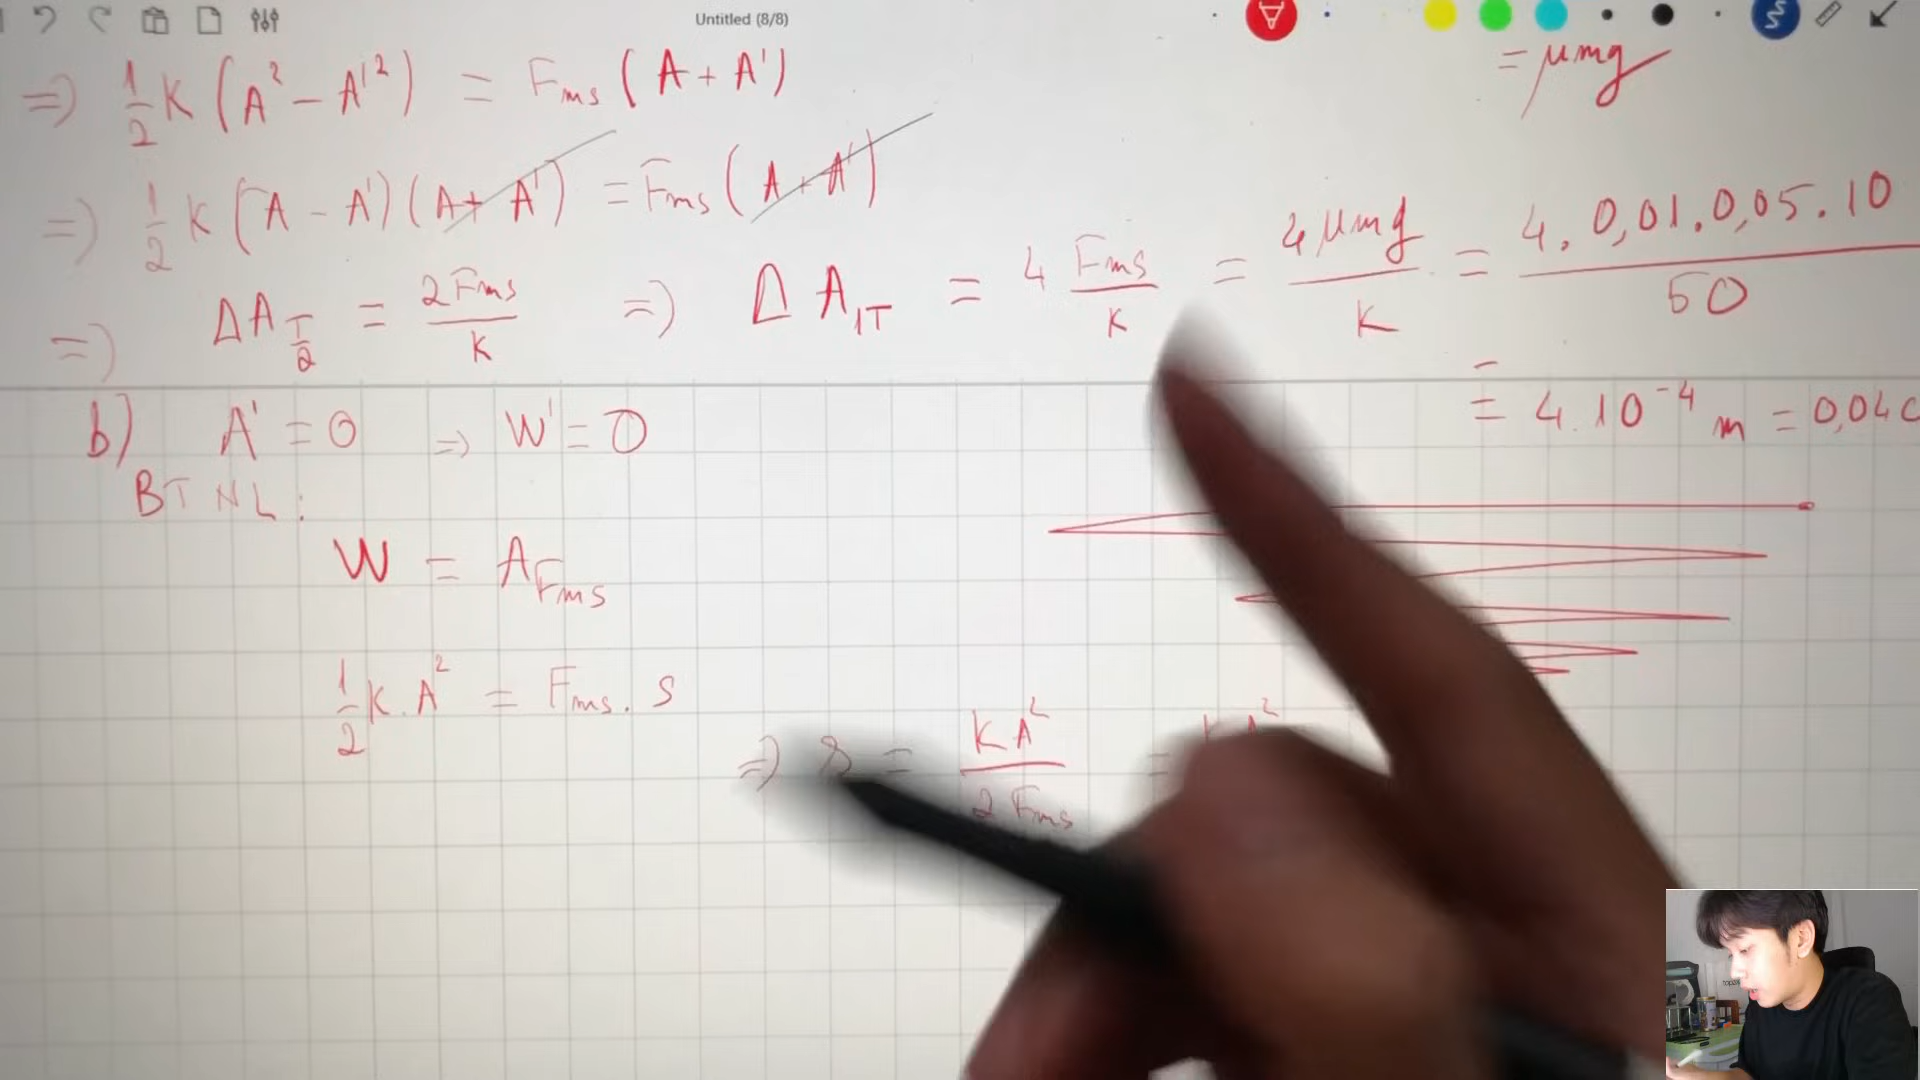 Untitled (8/8)
= μmg
=> 1/2 K (A² - A'²) = Fms (A + A')
=> 1/2 K (A - A') (A + A') = Fms (A + A')
=> ΔA T/2 = 2Fms/K => ΔA 1T = 4 Fms/K = 4μmg/K = 4. 0,01. 0,05. 10/50
= 4.10⁻⁴ m = 0,04c
b) A' = 0 => W' = 0
BTNL:
W = A Fms
1/2 K.A² = Fms. S
=> S = KA²/2Fms =